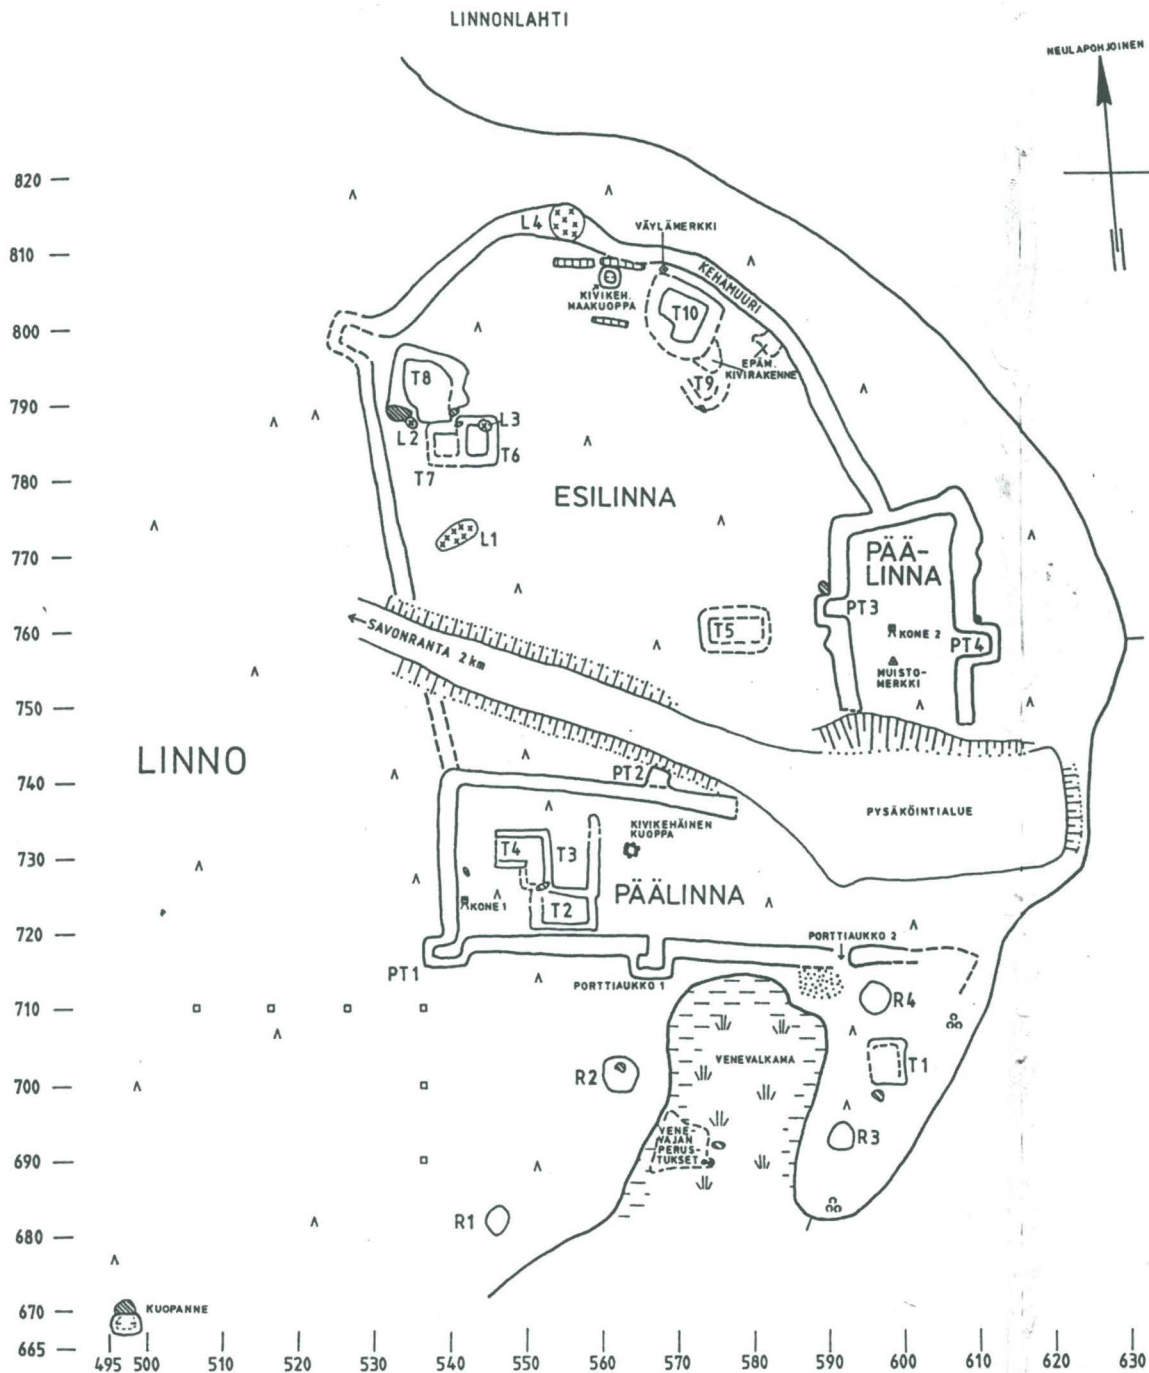 LINNONLAHTI
NEULAPOHJOINEN
820
810
800
790
780
770
760
750
740
730
720
710
700
690
680
670
665
L4
VÄYLÄMERKKI
KEHÄMUURI
KIVIKEH.
MAAKUOPPA
T10
EPÄM.
KIVIRAKENNE
T9
T8
L2
L3
T6
T7
ESILINNA
L1
PÄÄ-
LINNA
PT3
KONE 2
PT4
MUISTO-
MERKKI
T5
←SAVONRANTA 2km
LINNO
PT2
PYSÄKÖINTIALUE
KIVIKEHÄINEN
KUOPPA
T4
T3
PÄÄLINNA
KONE 1
T2
PT1
PORTTIAUKKO 1
PORTTIAUKKO 2
R4
VENEVALKAMA
T1
R2
R3
VENE-
VAJAN
PERUS-
TUKSET
R1
KUOPANNE
495 500 510 520 530 540 550 560 570 580 590 600 610 620 630